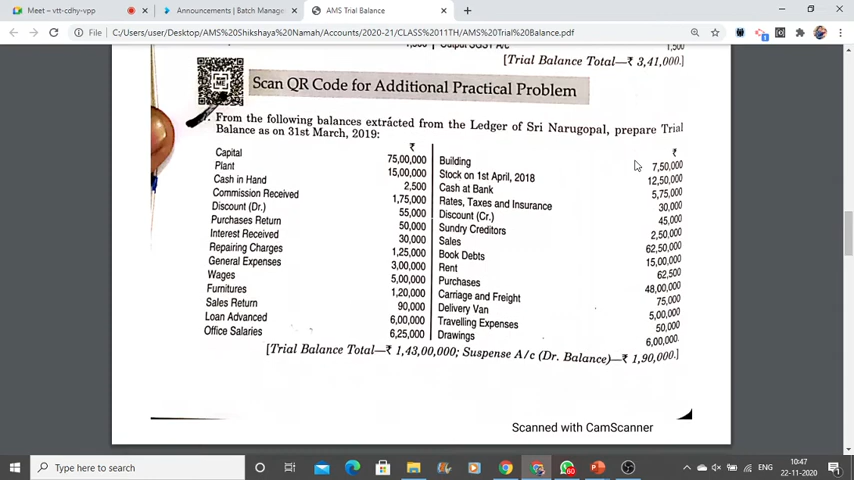 Meet – vtt-cdhy-vpp
Announcements | Batch Manage
AMS Trial Balance
File | C:/Users/user/Desktop/AMS%20Shikshaya%20Namah/Accounts/2020-21/CLASS%2011TH/AMS%20Trial%20Balance.pdf
1,500
[Trial Balance Total—₹ 3,41,000.]
Scan QR Code for Additional Practical Problem
From the following balances extracted from the Ledger of Sri Narugopal, prepare Trial
Balance as on 31st March, 2019:
₹ ₹
Capital 75,00,000 Building 7,50,000
Plant 15,00,000 Stock on 1st April, 2018 12,50,000
Cash in Hand 2,500 Cash at Bank 5,75,000
Commission Received 1,75,000 Rates, Taxes and Insurance 30,000
Discount (Dr.) 55,000 Discount (Cr.) 45,000
Purchases Return 50,000 Sundry Creditors 2,50,000
Interest Received 30,000 Sales 62,50,000
Repairing Charges 1,25,000 Book Debts 15,00,000
General Expenses 3,00,000 Rent 62,500
Wages 5,00,000 Purchases 48,00,000
Furnitures 1,20,000 Carriage and Freight 75,000
Sales Return 90,000 Delivery Van 5,00,000
Loan Advanced 6,00,000 Travelling Expenses 50,000
Office Salaries 6,25,000 Drawings 6,00,000.
[Trial Balance Total—₹ 1,43,00,000; Suspense A/c (Dr. Balance)—₹ 1,90,000.]
Scanned with CamScanner
Type here to search
60
ENG
10:47
22-11-2020